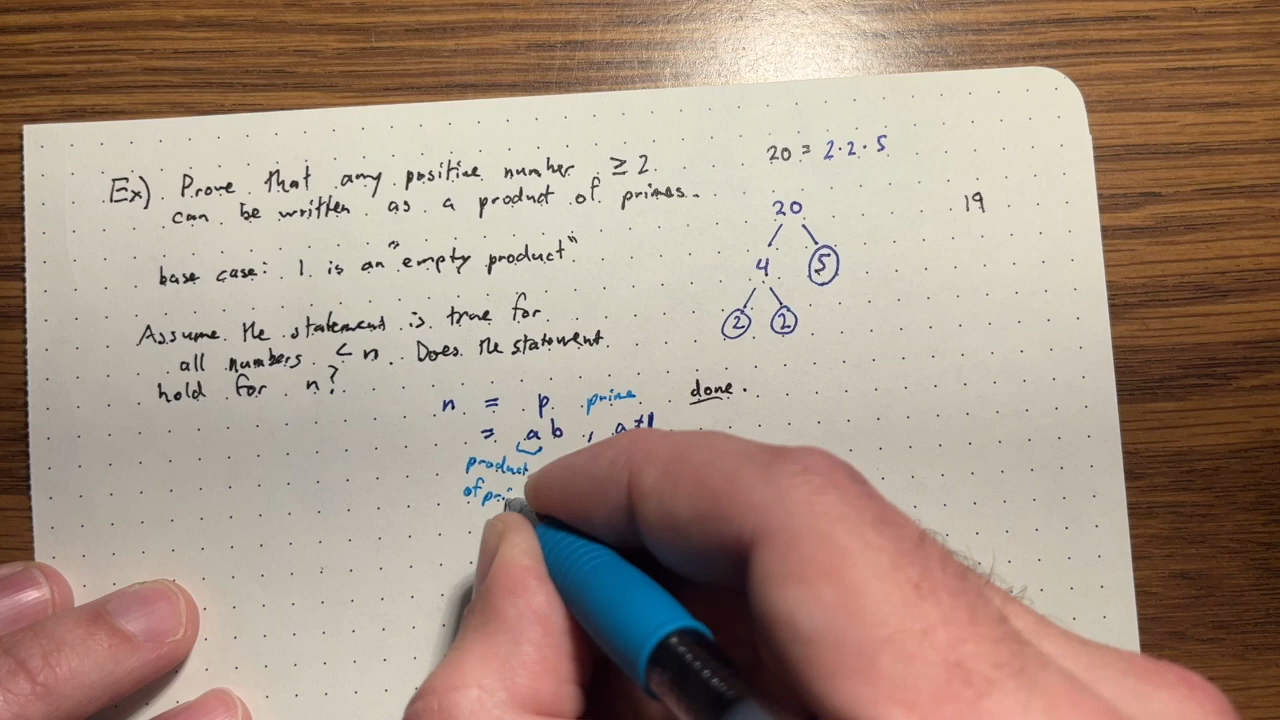 Ex) Prove that any positive number ≥ 2
can be written as a product of primes.
base case: 1 is an "empty product"
Assume the statement is true for
all numbers < n. Does the statement
hold for n?
n = p prime done.
= ab, a≠1
product
of
20 = 2·2·5
20
4 5
2 2
19